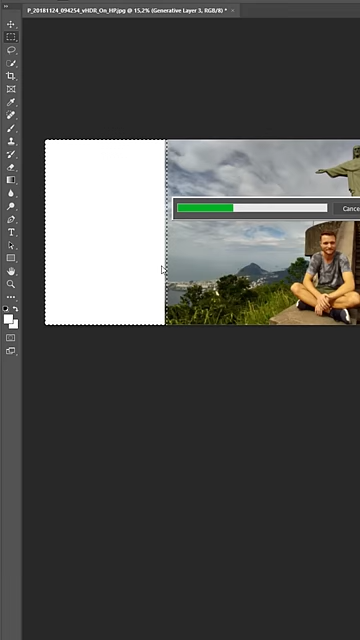 P_20181124_094254_vHDR_On_HP.jpg @ 15,2% (Generative Layer 3, RGB/8) *
Cance